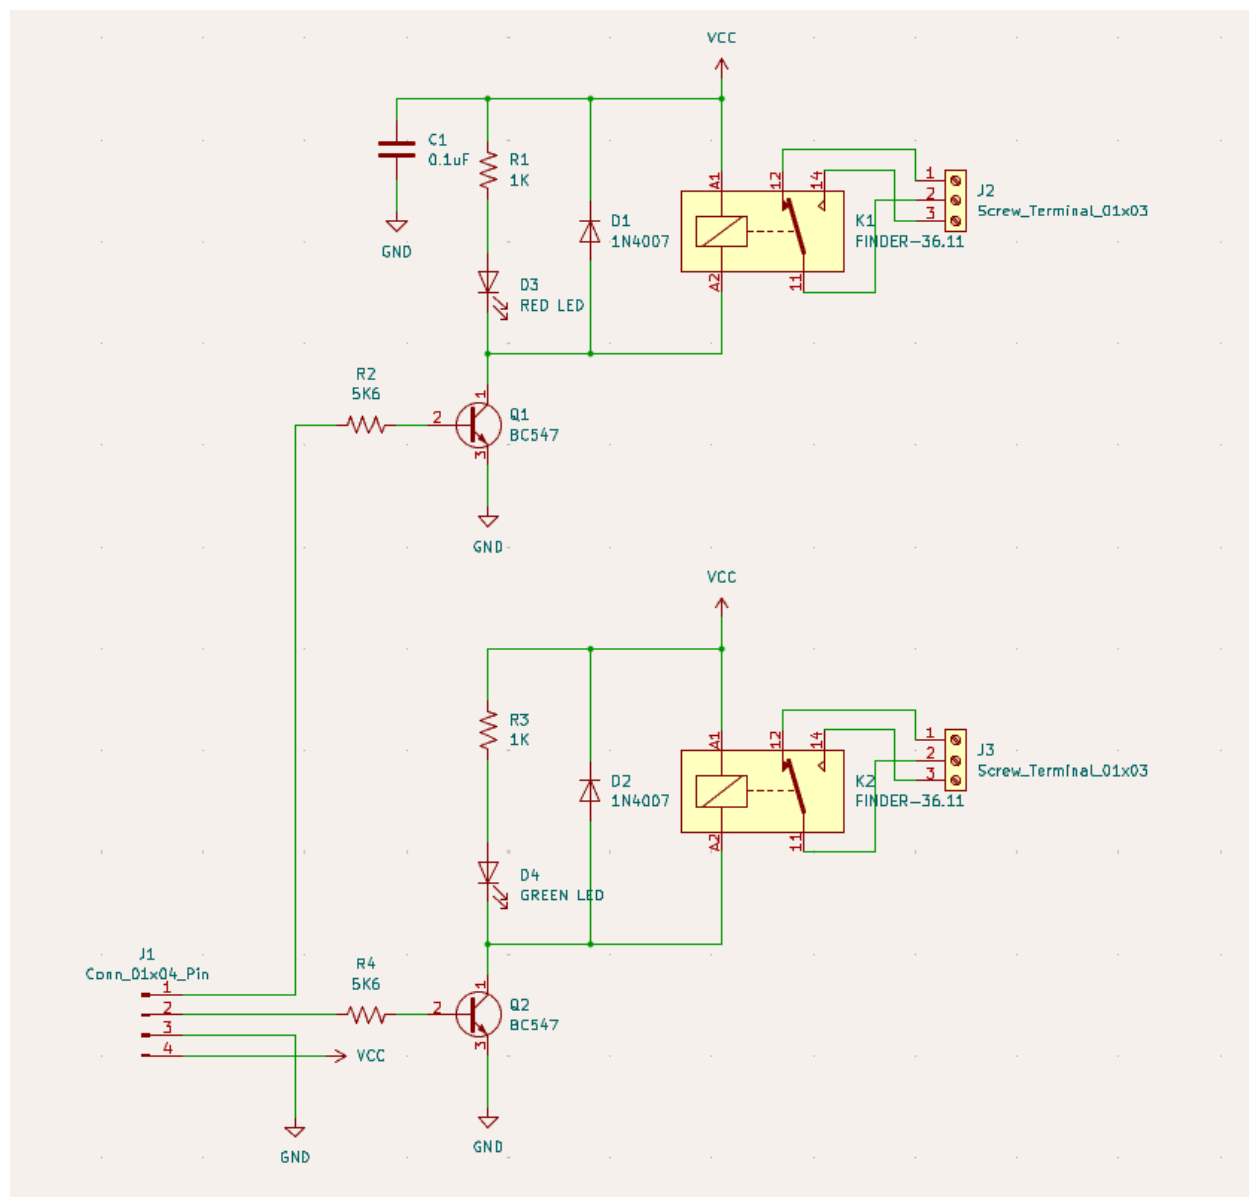 VCC
C1
0.1uF
R1
1K
GND
D1
1N4007
D3
RED LED
A1
12
14
K1
FINDER-36.11
A2
11
1
2
3
J2
Screw_Terminal_01x03
R2
5K6
1
2
3
Q1
BC547
GND
VCC
R3
1K
D2
1N4007
D4
GREEN LED
A1
12
14
K2
FINDER-36.11
A2
11
1
2
3
J3
Screw_Terminal_01x03
J1
Conn_01x04_Pin
1
2
3
4
VCC
GND
R4
5K6
1
2
3
Q2
BC547
GND